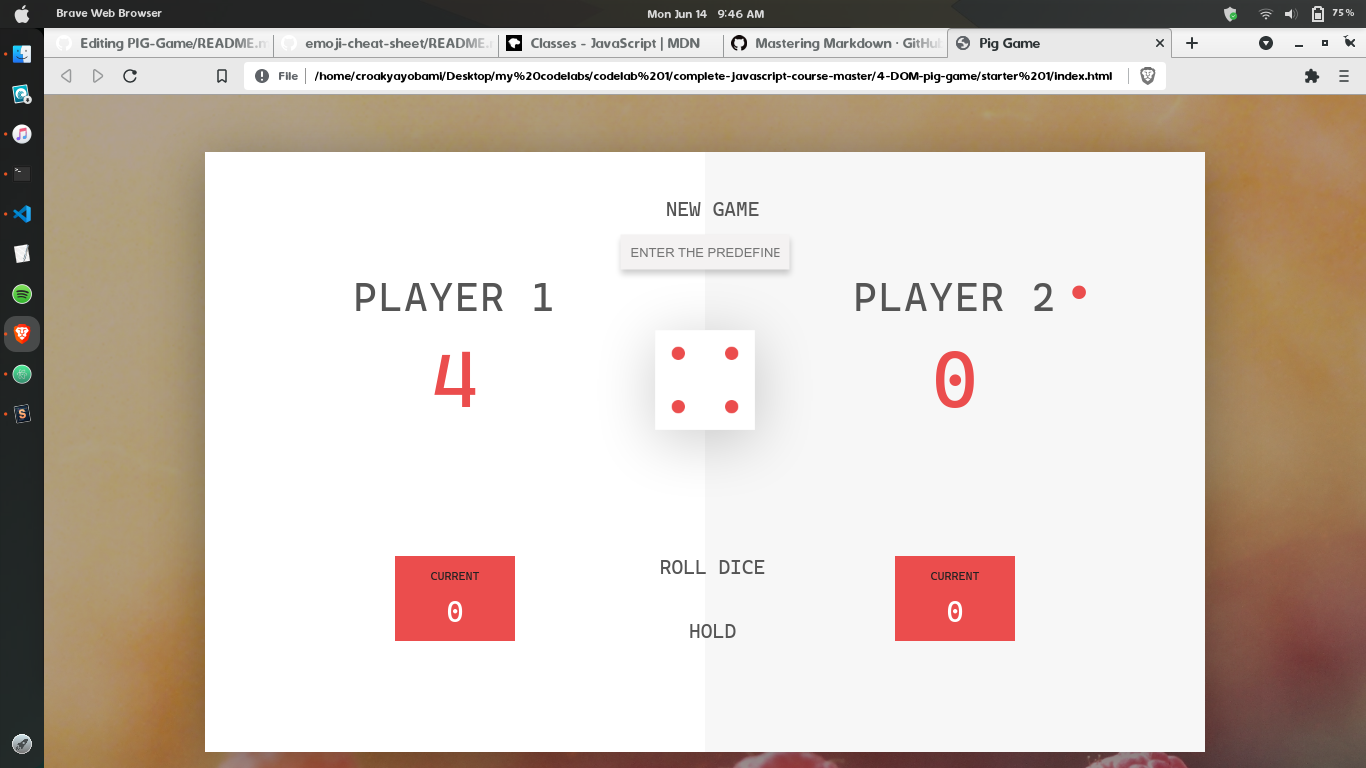 Brave Web Browser
Mon Jun 14 9:46 AM
75%
Editing PIG-Game/README.m
emoji-cheat-sheet/README.
Classes - JavaScript | MDN
Mastering Markdown · GitHub
Pig Game
File
/home/croakyayobami/Desktop/my%20codelabs/codelab%201/complete-javascript-course-master/4-DOM-pig-game/starter%201/index.html
NEW GAME
ENTER THE PREDEFINE
PLAYER 1
PLAYER 2
4
0
CURRENT
0
ROLL DICE
HOLD
CURRENT
0